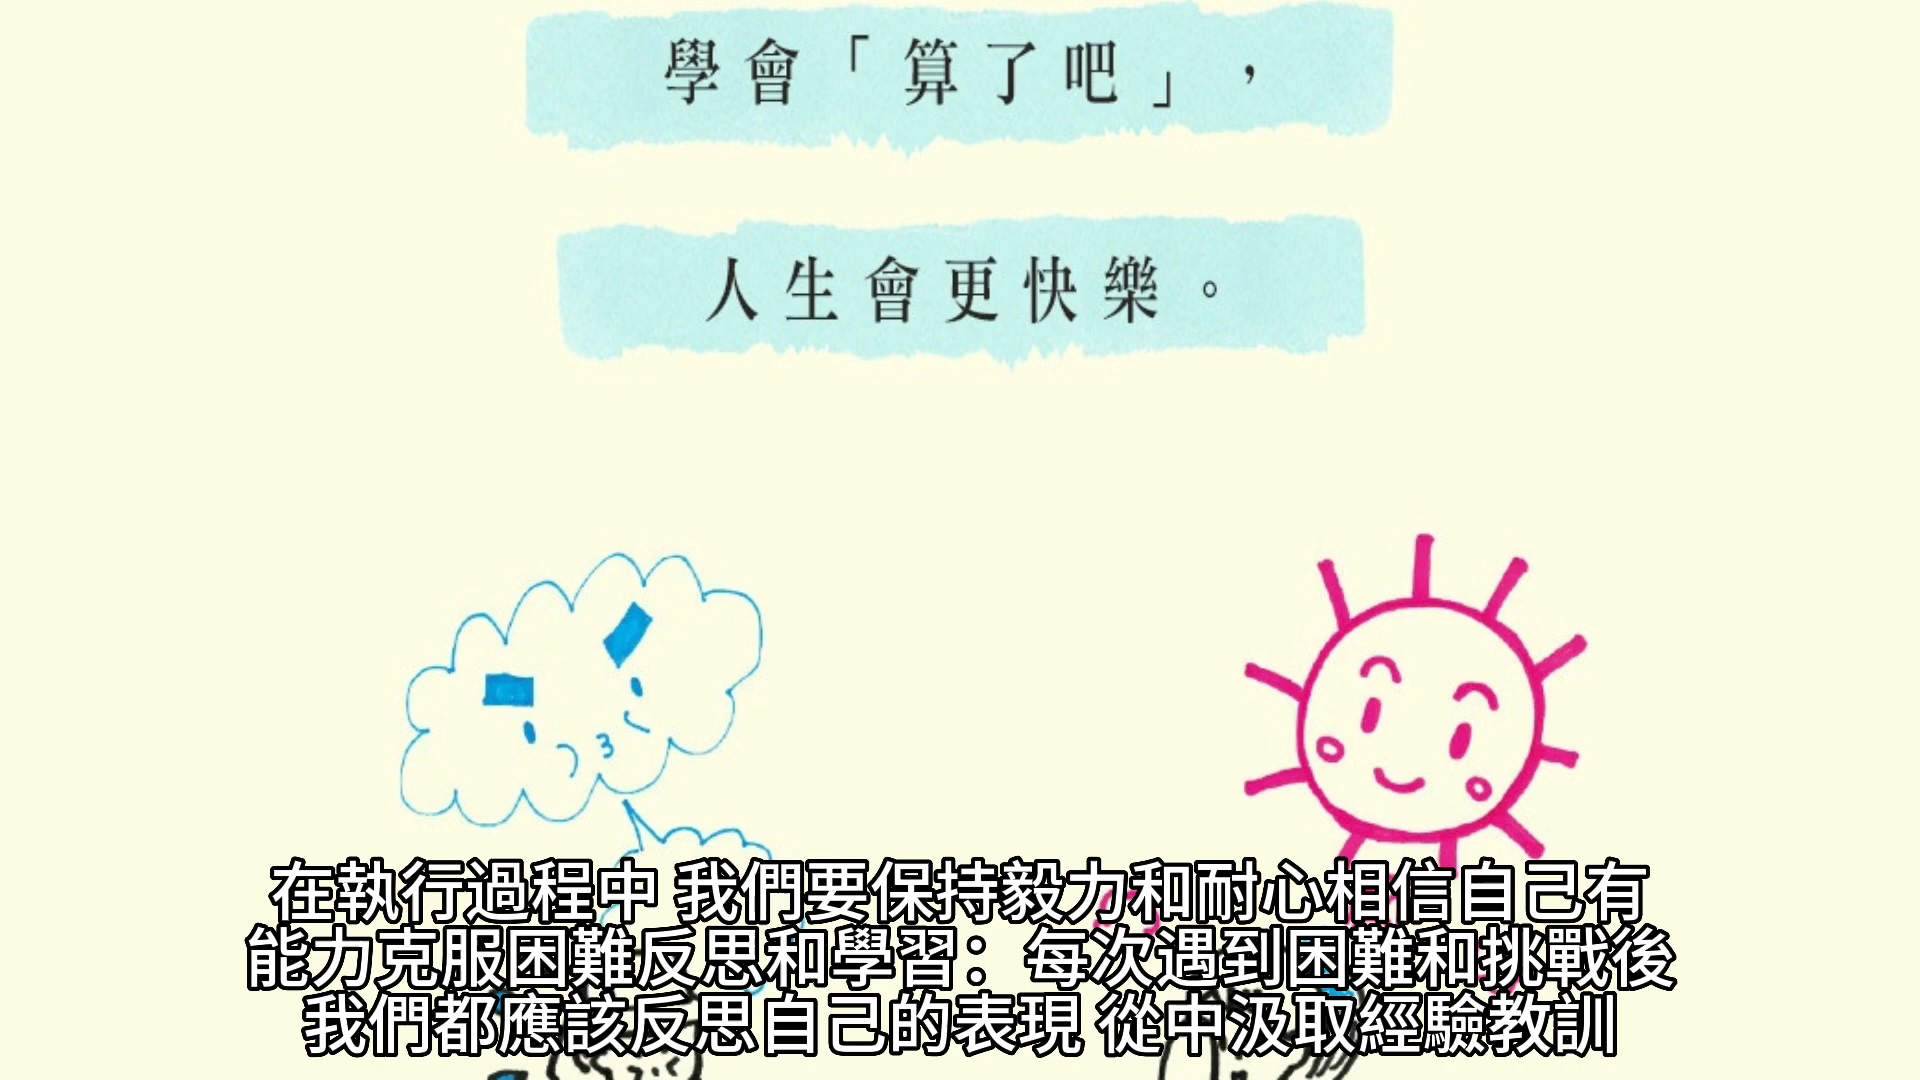 學會「算了吧」，
人生會更快樂。
在執行過程中 我們要保持毅力和耐心相信自己有
能力克服困難反思和學習：每次遇到困難和挑戰後
我們都應該反思自己的表現 從中汲取經驗教訓